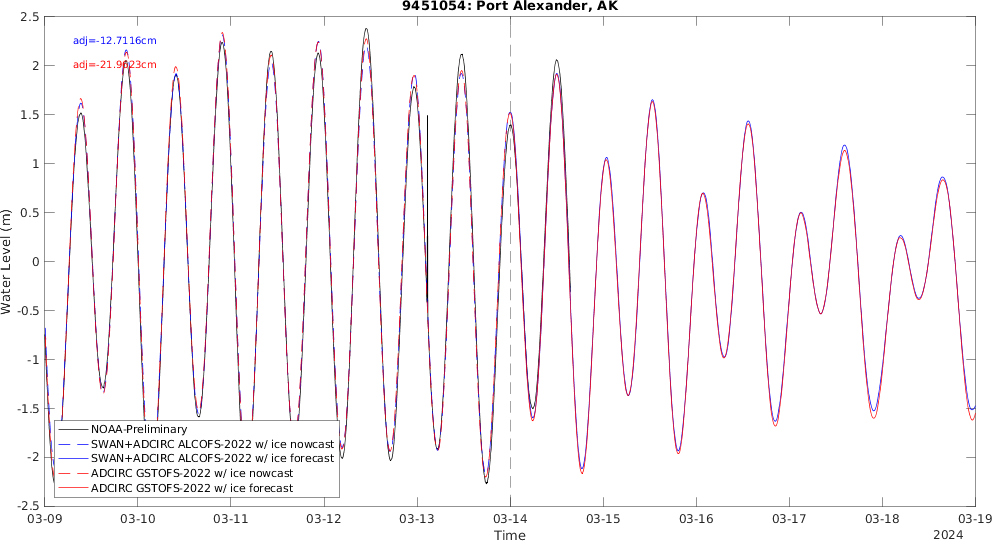 9451054: Port Alexander, AK
2.5
2
1.5
1
0.5
0
-0.5
-1
-1.5
-2
-2.5
Water Level (m)
adj=-12.7116cm
NOAA-Preliminary
SWAN+ADCIRC ALCOFS-2022 w/ ice nowcast
SWAN+ADCIRC ALCOFS-2022 w/ ice forecast
ADCIRC GSTOFS-2022 w/ ice nowcast
ADCIRC GSTOFS-2022 w/ ice forecast
03-09 03-10 03-11 03-12 03-13 03-14 03-15 03-16 03-17 03-18 03-19
Time
2024